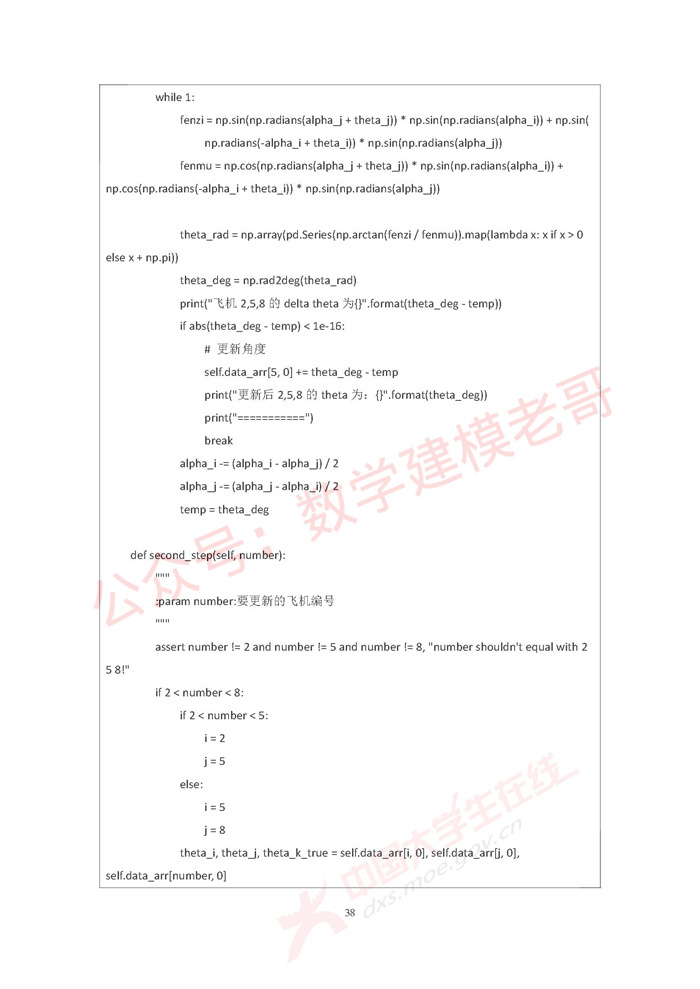 while 1:
fenzi = np.sin(np.radians(alpha_j + theta_j)) * np.sin(np.radians(alpha_i)) + np.sin(
np.radians(-alpha_i + theta_i)) * np.sin(np.radians(alpha_j))
fenmu = np.cos(np.radians(alpha_j + theta_j)) * np.sin(np.radians(alpha_i)) +
np.cos(np.radians(-alpha_i + theta_i)) * np.sin(np.radians(alpha_j))
theta_rad = np.array(pd.Series(np.arctan(fenzi / fenmu)).map(lambda x: x if x > 0
else x + np.pi))
theta_deg = np.rad2deg(theta_rad)
print("飞机 2,5,8 的 delta theta 为{}".format(theta_deg - temp))
if abs(theta_deg - temp) < 1e-16:
# 更新角度
self.data_arr[5, 0] += theta_deg - temp
print("更新后 2,5,8 的 theta 为：{}".format(theta_deg))
print("===========")
break
alpha_i -= (alpha_i - alpha_j) / 2
alpha_j -= (alpha_j - alpha_i) / 2
temp = theta_deg
def second_step(self, number):
"""
:param number:要更新的飞机编号
"""
assert number != 2 and number != 5 and number != 8, "number shouldn't equal with 2
5 8!"
if 2 < number < 8:
if 2 < number < 5:
i = 2
j = 5
else:
i = 5
j = 8
theta_i, theta_j, theta_k_true = self.data_arr[i, 0], self.data_arr[j, 0],
self.data_arr[number, 0]
38
公众号：数学建模老哥
中国大学生在线
dxs.moe.gov.cn